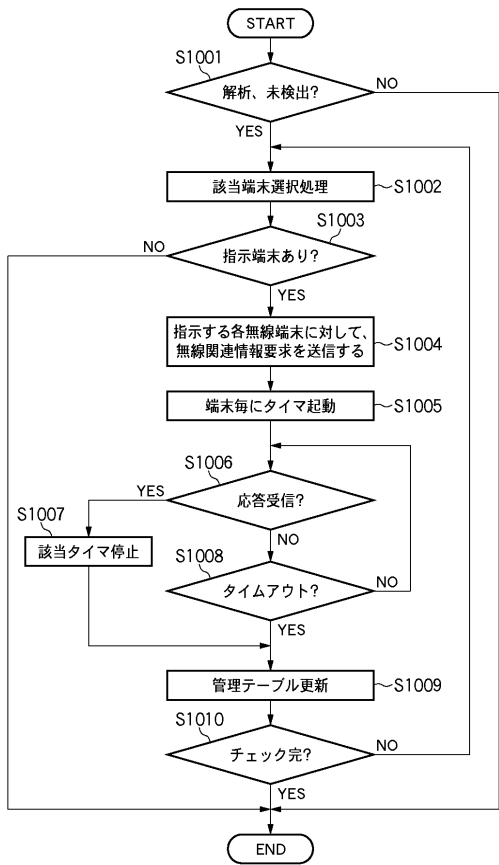 START
S1001
解析、未検出?
NO
YES
該当端末選択処理
S1002
S1003
NO
指示端末あり?
YES
指示する各無線端末に対して、
無線関連情報要求を送信する
S1004
端末毎にタイマ起動
S1005
S1006
YES
応答受信?
S1007
NO
該当タイマ停止
S1008
タイムアウト?
NO
YES
管理テーブル更新
S1009
S1010
チェック完?
NO
YES
END